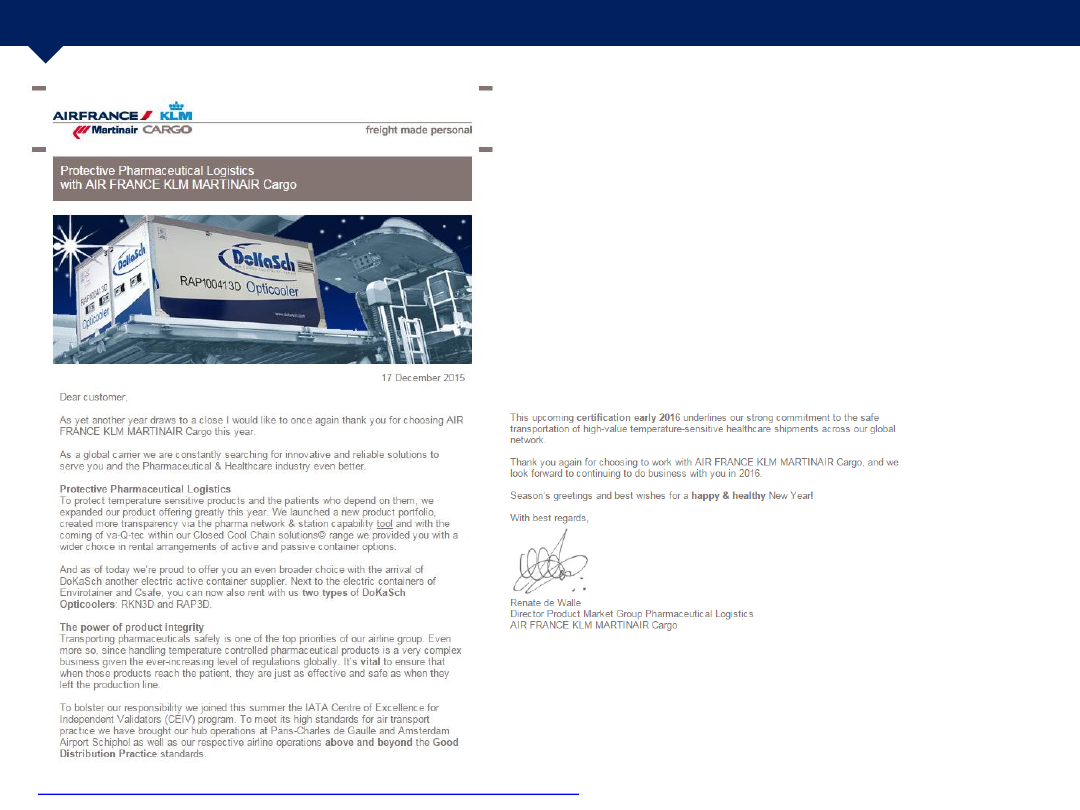 AIRFRANCE KLM
Martinair CARGO
freight made personal
Protective Pharmaceutical Logistics
with AIR FRANCE KLM MARTINAIR Cargo
DoKaSch
DoKaSch
RAP100413D Opticooler
RAP100413D
Opticooler
www.dokasch.com
17 December 2015
Dear customer,
As yet another year draws to a close I would like to once again thank you for choosing AIR
FRANCE KLM MARTINAIR Cargo this year.
As a global carrier we are constantly searching for innovative and reliable solutions to
serve you and the Pharmaceutical & Healthcare industry even better.
Protective Pharmaceutical Logistics
To protect temperature sensitive products and the patients who depend on them, we
expanded our product offering greatly this year. We launched a new product portfolio,
created more transparency via the pharma network & station capability tool and with the
coming of va-Q-tec within our Closed Cool Chain solutions© range we provided you with a
wider choice in rental arrangements of active and passive container options.
And as of today we're proud to offer you an even broader choice with the arrival of
DoKaSch another electric active container supplier. Next to the electric containers of
Envirotainer and Csafe, you can now also rent with us two types of DoKaSch
Opticoolers: RKN3D and RAP3D.
The power of product integrity
Transporting pharmaceuticals safely is one of the top priorities of our airline group. Even
more so, since handling temperature controlled pharmaceutical products is a very complex
business given the ever-increasing level of regulations globally. It's vital to ensure that
when those products reach the patient, they are just as effective and safe as when they
left the production line.
To bolster our responsibility we joined this summer the IATA Centre of Excellence for
Independent Validators (CEIV) program. To meet its high standards for air transport
practice we have brought our hub operations at Paris-Charles de Gaulle and Amsterdam
Airport Schiphol as well as our respective airline operations above and beyond the Good
Distribution Practice standards.
This upcoming certification early 2016 underlines our strong commitment to the safe
transportation of high-value temperature-sensitive healthcare shipments across our global
network.
Thank you again for choosing to work with AIR FRANCE KLM MARTINAIR Cargo, and we
look forward to continuing to do business with you in 2016.
Season's greetings and best wishes for a happy & healthy New Year!
With best regards,
Renate de Walle
Director Product Market Group Pharmaceutical Logistics
AIR FRANCE KLM MARTINAIR Cargo